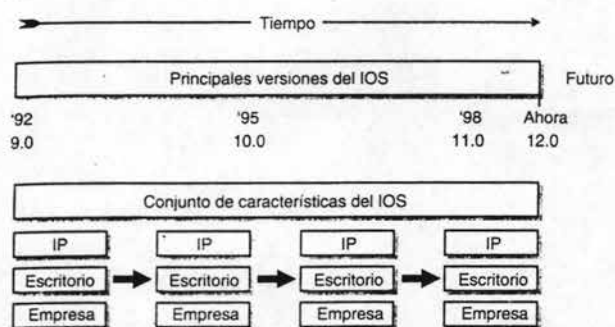 Tiempo
Principales versiones del IOS
Futuro
'92 '95 '98 Ahora
9.0 10.0 11.0 12.0
Conjunto de características del IOS
IP IP IP IP
Escritorio Escritorio Escritorio Escritorio
Empresa Empresa Empresa Empresa